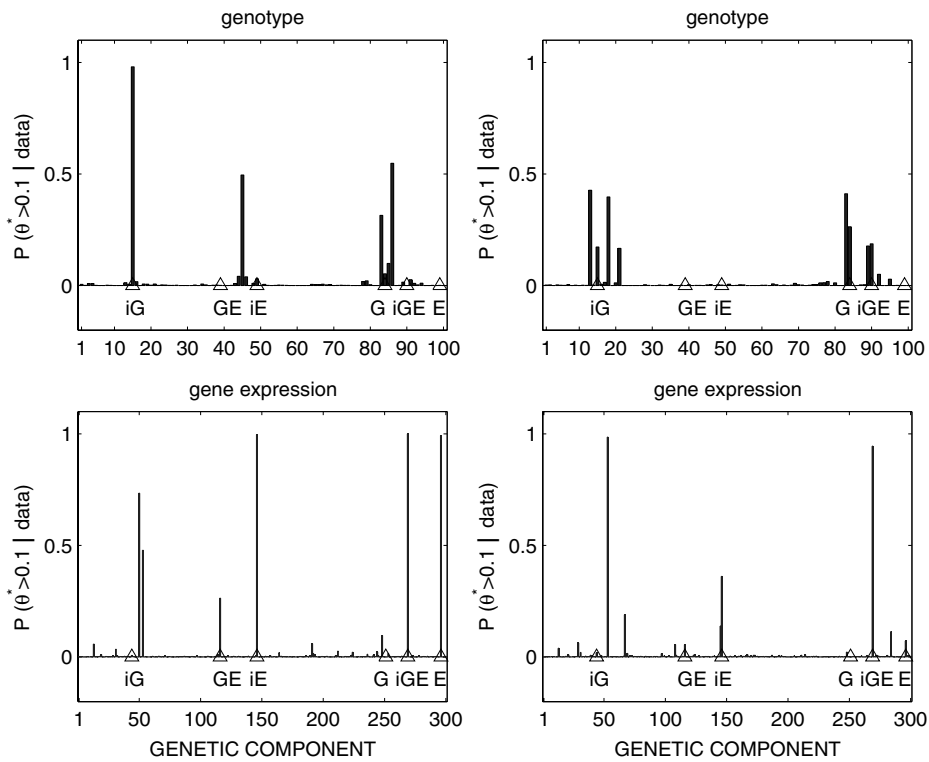 genotype
P (θ* >0.1 | data)
1
0.5
0
iG GE iE G iGE E
1 10 20 30 40 50 60 70 80 90 100
genotype
P (θ* >0.1 | data)
1
0.5
0
iG GE iE G iGE E
1 10 20 30 40 50 60 70 80 90 100
gene expression
P (θ* >0.1 | data)
1
0.5
0
iG GE iE G iGE E
1 50 100 150 200 250 300
GENETIC COMPONENT
gene expression
P (θ* >0.1 | data)
1
0.5
0
iG GE iE G iGE E
1 50 100 150 200 250 300
GENETIC COMPONENT